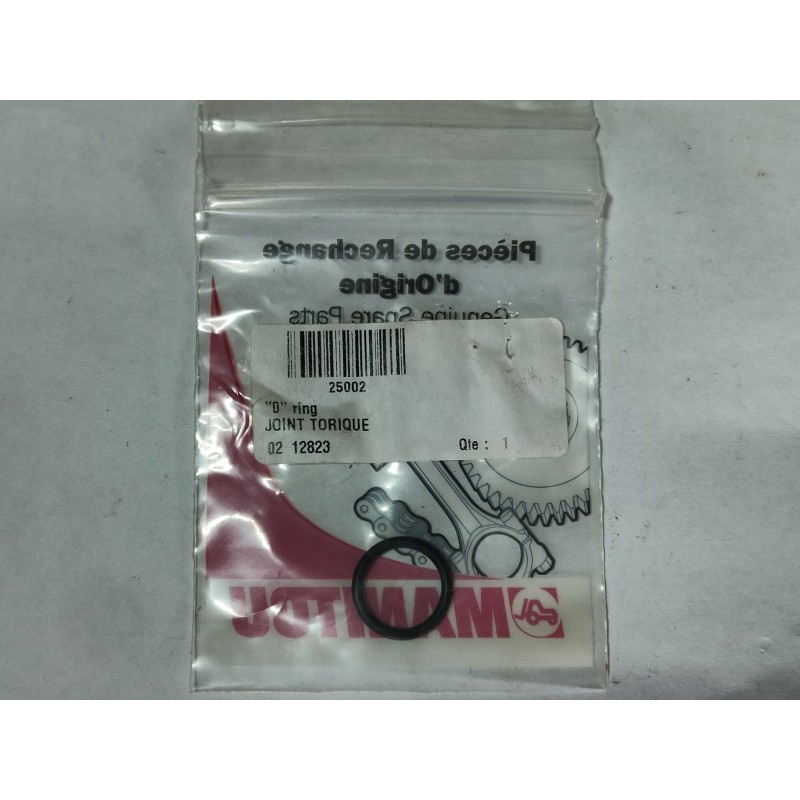 Pièces de Rechange
d'Origine
Genuine Spare Parts
25002
"O" ring
JOINT TORIQUE
02 12823 Qte : 1
MANITOU